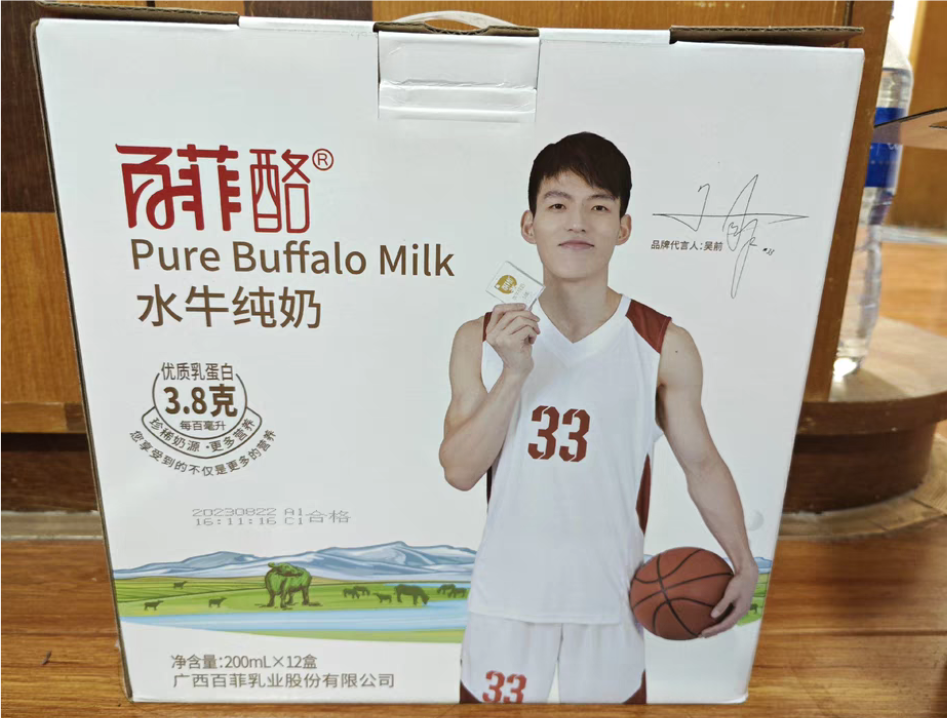 百菲酪®
Pure Buffalo Milk
水牛纯奶
品牌代言人:吴前
优质乳蛋白
3.8克
每百毫升
珍稀奶源·更多营养
您享受到的不仅是更多的营养
33
20230822 A1
16:11:16 C1合格
净含量:200mL×12盒
广西百菲乳业股份有限公司
33